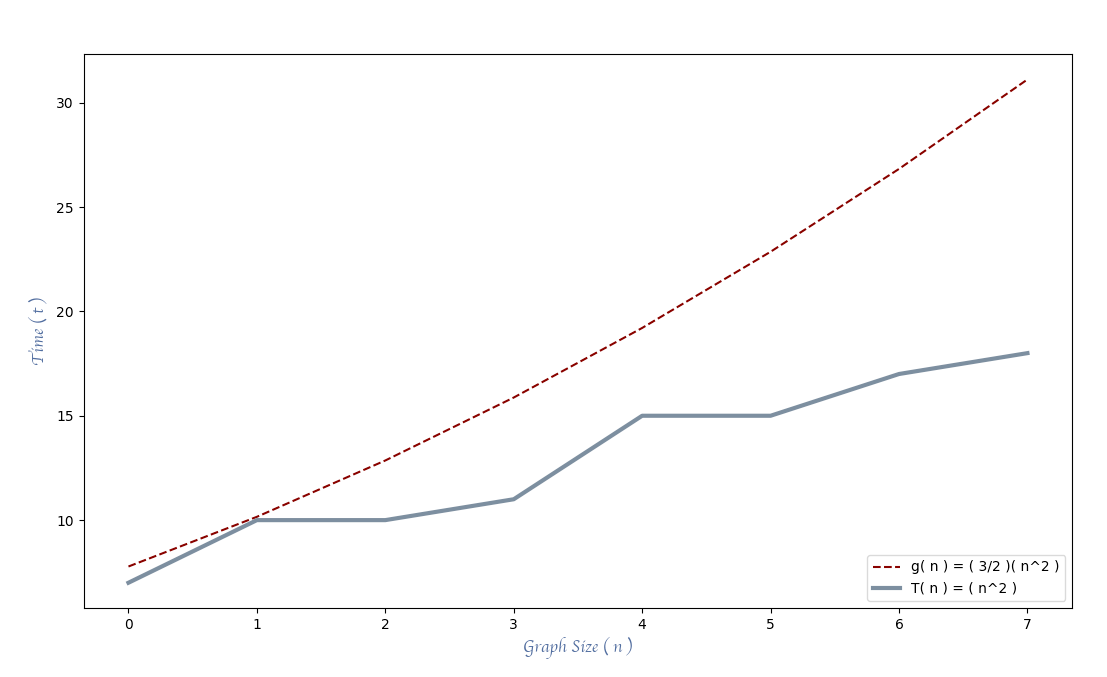 30
25
20
15
10
Time ( t )
0 1 2 3 4 5 6 7
Graph Size ( n )
g( n ) = ( 3/2 )( n^2 )
T( n ) = ( n^2 )